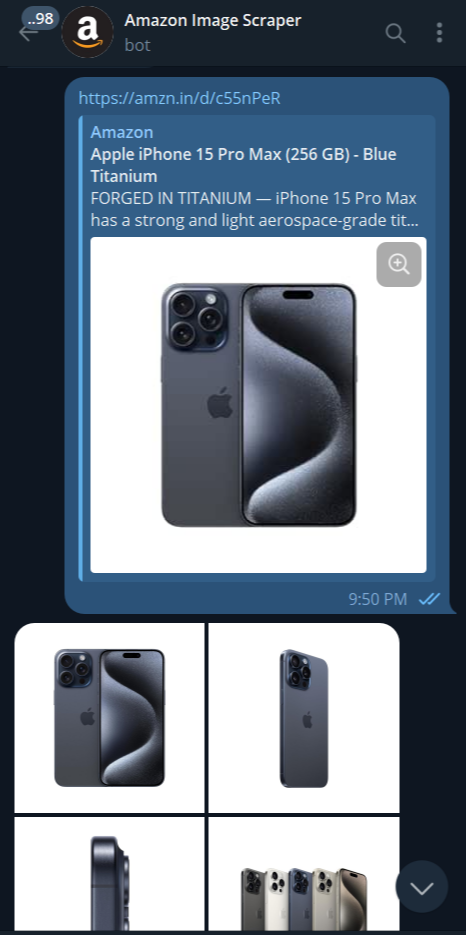 ..98
a
Amazon Image Scraper
bot
https://amzn.in/d/c55nPeR
Amazon
Apple iPhone 15 Pro Max (256 GB) - Blue
Titanium
FORGED IN TITANIUM — iPhone 15 Pro Max
has a strong and light aerospace-grade tit...
9:50 PM